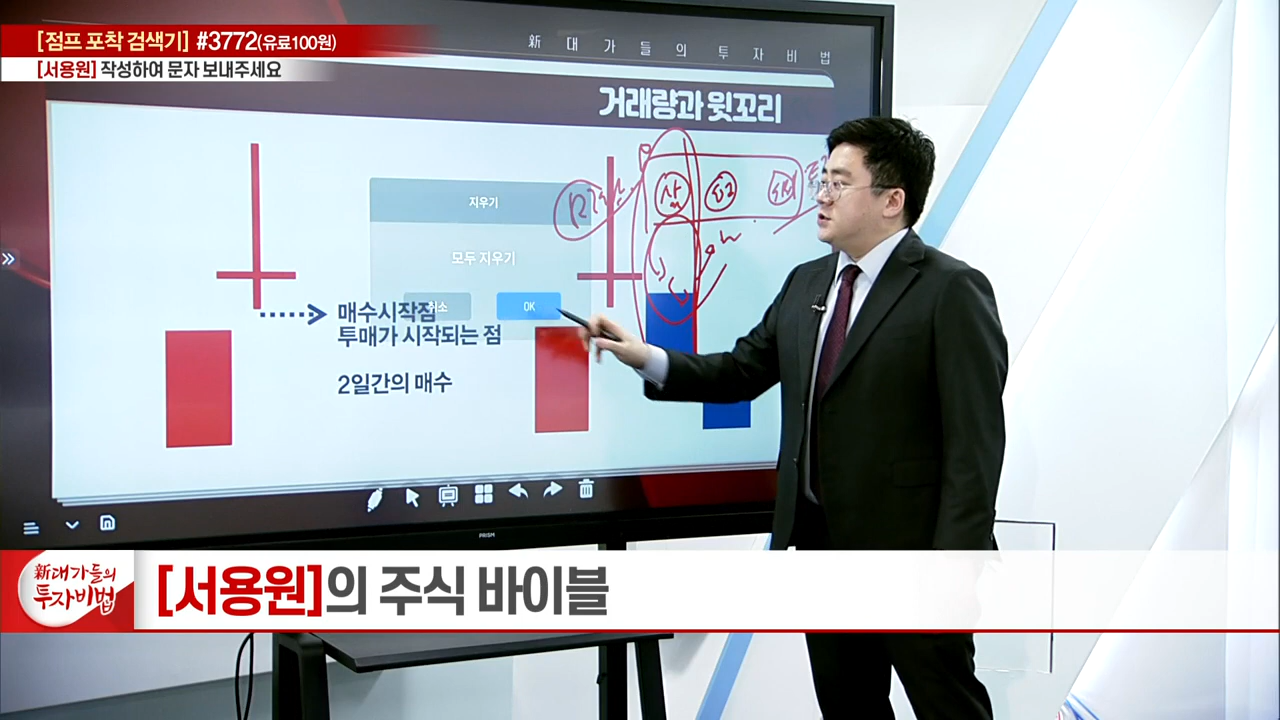 [점프 포착 검색기] #3772(유료100원)
[서용원] 작성하여 문자 보내주세요
新 대 가 들 의 투 자 비 법
거래량과 윗꼬리
지우기
모두 지우기
OK
매수시작점
투매가 시작되는 점
2일간의 매수
PRISM
新대가들의
투자비법
[서용원]의 주식 바이블